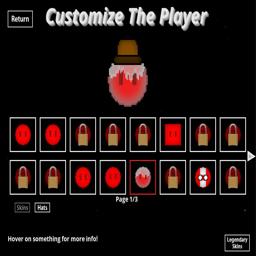 Return
Customize The Player
Page 1/3
Skins
Hats
Hover on something for more info!
Legendary
Skins